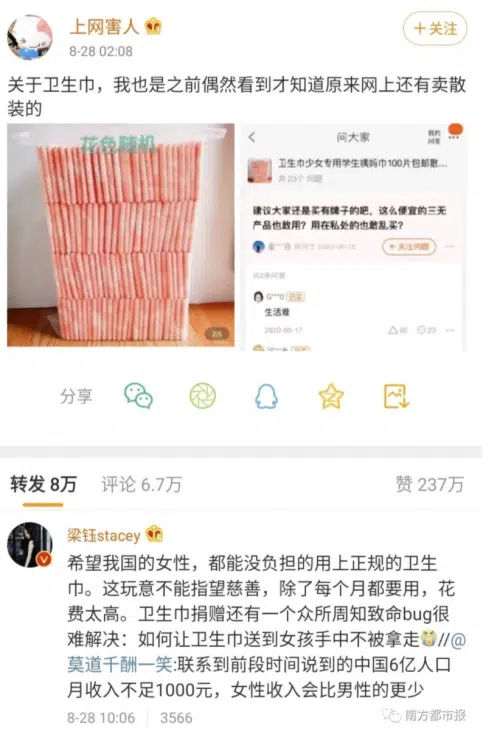 上网害人
8-28 02:08
＋关注
关于卫生巾，我也是之前偶然看到才知道原来网上还有卖散
装的
花色随机
2/5
问大家
我的
问答
卫生巾少女专用学生姨妈巾100片包邮散...
共23个 问题
建议大家还是买有牌子的吧，这么便宜的三无
产品也敢用？用在私处的也敢乱买？
＋关注问题
G***0
生活难
2020-06-17
60
23
分享
转发 8万
评论 6.7万
赞 237万
梁钰stacey
希望我国的女性，都能没负担的用上正规的卫生
巾。这玩意不能指望慈善，除了每个月都要用，花
费太高。卫生巾捐赠还有一个众所周知致命bug很
难解决：如何让卫生巾送到女孩手中不被拿走//@
莫道千酬一笑:联系到前段时间说到的中国6亿人口
月收入不足1000元，女性收入会比男性的更少
8-28 10:06
3566
南方都市报